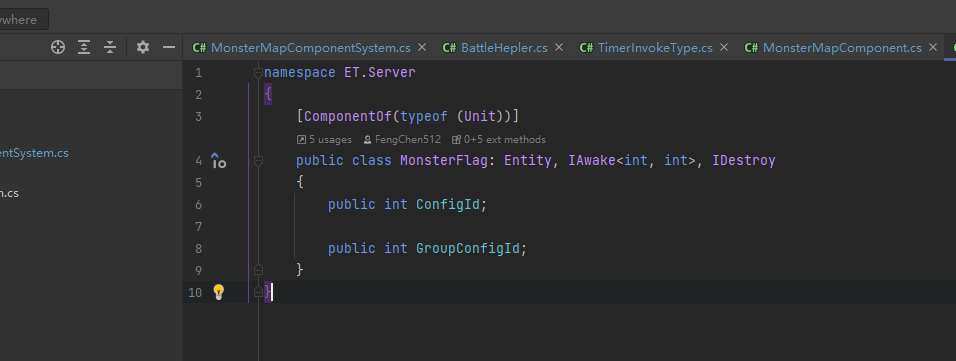 ywhere
C# MonsterMapComponentSystem.cs
C# BattleHepler.cs
C# TimerInvokeType.cs
C# MonsterMapComponent.cs
entSystem.cs
n.cs
1 namespace ET.Server
2 {
3 [ComponentOf(typeof (Unit))]
5 usages FengChen512 0+5 ext methods
4 public class MonsterFlag: Entity, IAwake<int, int>, IDestroy
5 {
6 public int ConfigId;
7
8 public int GroupConfigId;
9 }
10 }